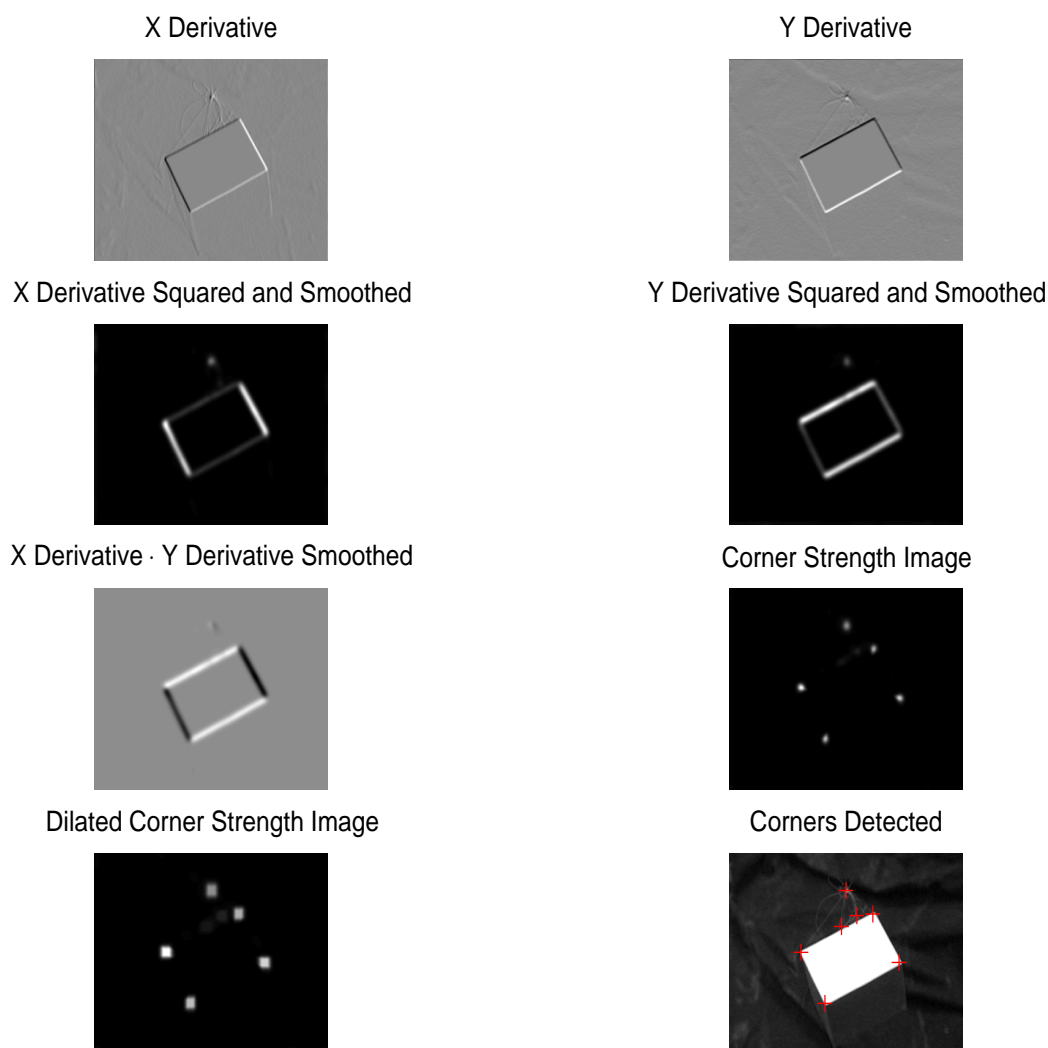 X Derivative
Y Derivative
X Derivative Squared and Smoothed
Y Derivative Squared and Smoothed
X Derivative · Y Derivative Smoothed
Corner Strength Image
Dilated Corner Strength Image
Corners Detected